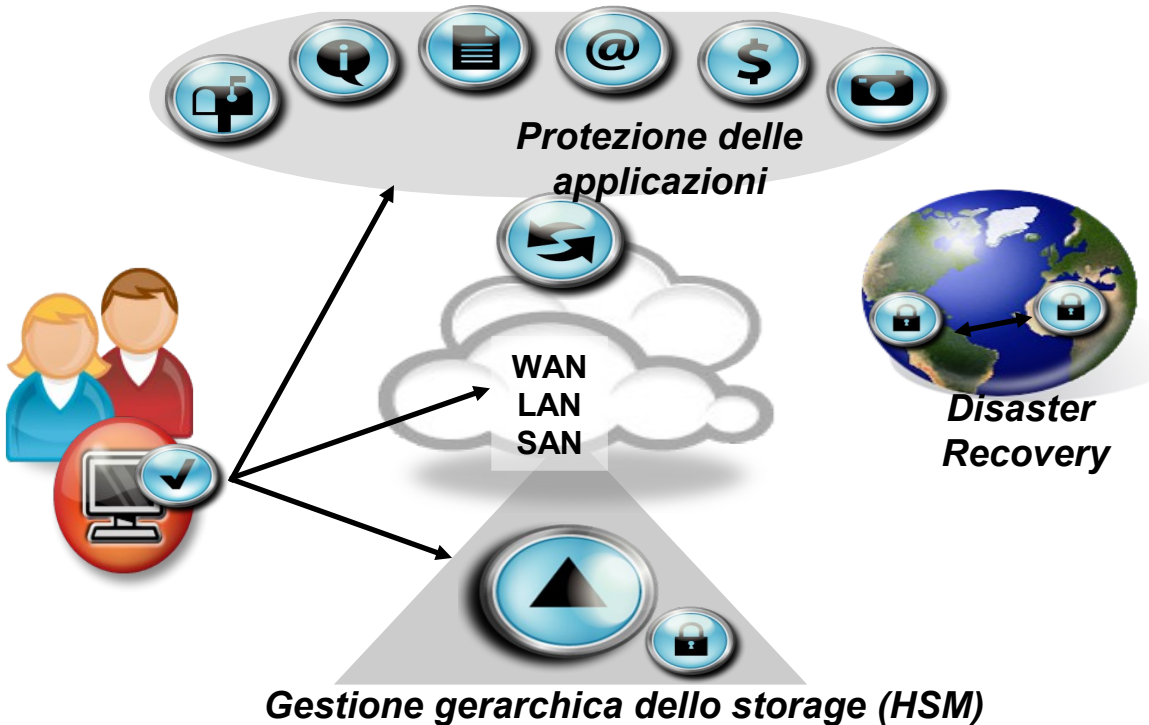 Protezione delle
applicazioni
WAN
LAN
SAN
Disaster
Recovery
Gestione gerarchica dello storage (HSM)